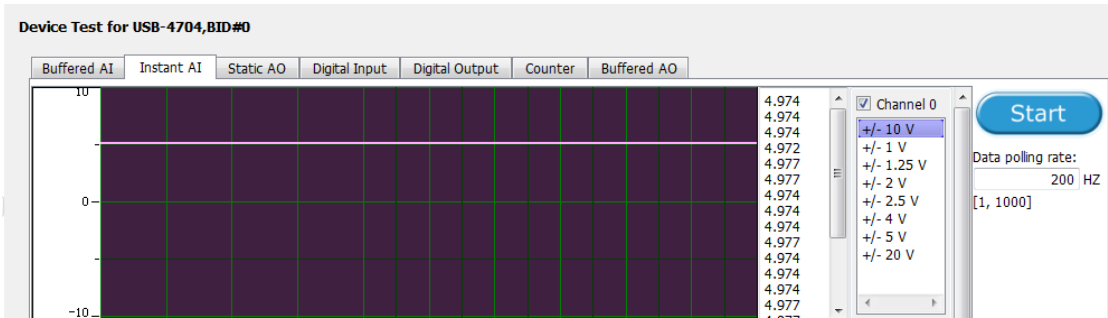 Device Test for USB-4704,BID#0
Buffered AI Instant AI Static AO Digital Input Digital Output Counter Buffered AO
10
0
-10
4.974
4.974
4.974
4.972
4.977
4.977
4.974
4.974
4.974
4.977
4.974
4.974
4.977
4.977
Channel 0
+/- 10 V
+/- 1 V
+/- 1.25 V
+/- 2 V
+/- 2.5 V
+/- 4 V
+/- 5 V
+/- 20 V
Start
Data polling rate:
200 HZ
[1, 1000]